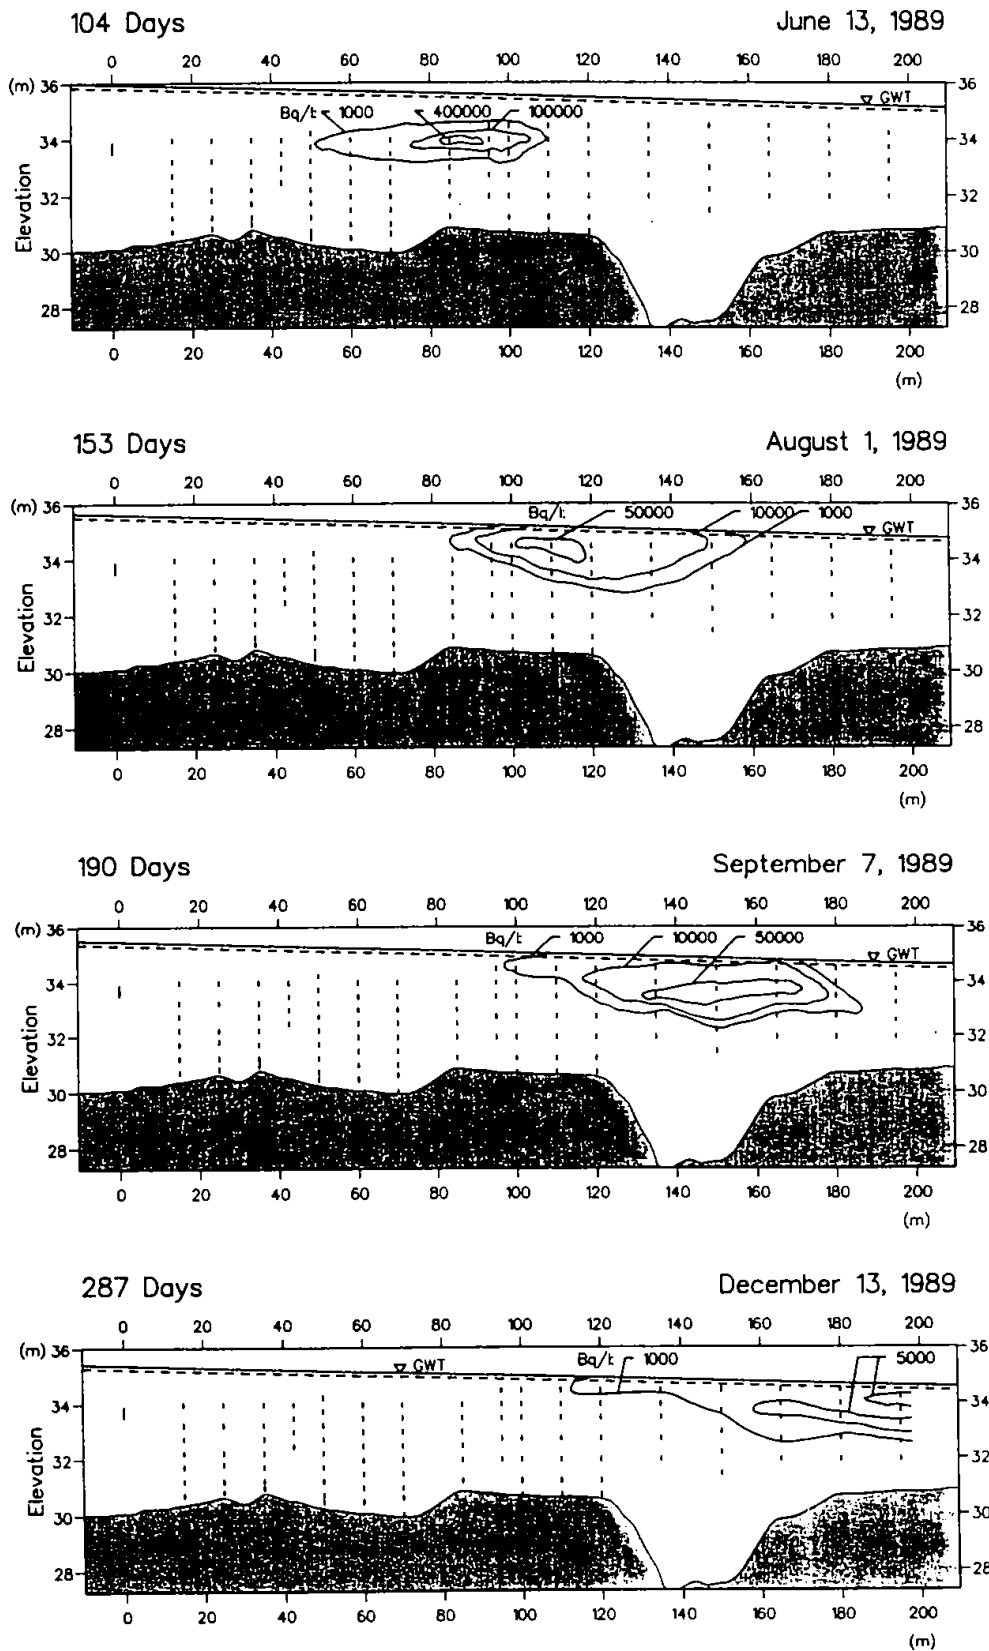 104 Days June 13, 1989
0 20 40 60 80 100 120 140 160 180 200
(m) 36 36
GWT
Bq/l 1000 400000 100000
34 34
32 32
30 30
28 28
Elevation
0 20 40 60 80 100 120 140 160 180 200
(m)
153 Days August 1, 1989
0 20 40 60 80 100 120 140 160 180 200
(m) 36 36
Bq/l 50000 10000 1000
GWT
34 34
32 32
30 30
28 28
Elevation
0 20 40 60 80 100 120 140 160 180 200
(m)
190 Days September 7, 1989
0 20 40 60 80 100 120 140 160 180 200
(m) 36 36
Bq/l 1000 10000 50000
GWT
34 34
32 32
30 30
28 28
Elevation
0 20 40 60 80 100 120 140 160 180 200
(m)
287 Days December 13, 1989
0 20 40 60 80 100 120 140 160 180 200
(m) 36 36
GWT
Bq/l 1000 5000
34 34
32 32
30 30
28 28
Elevation
0 20 40 60 80 100 120 140 160 180 200
(m)